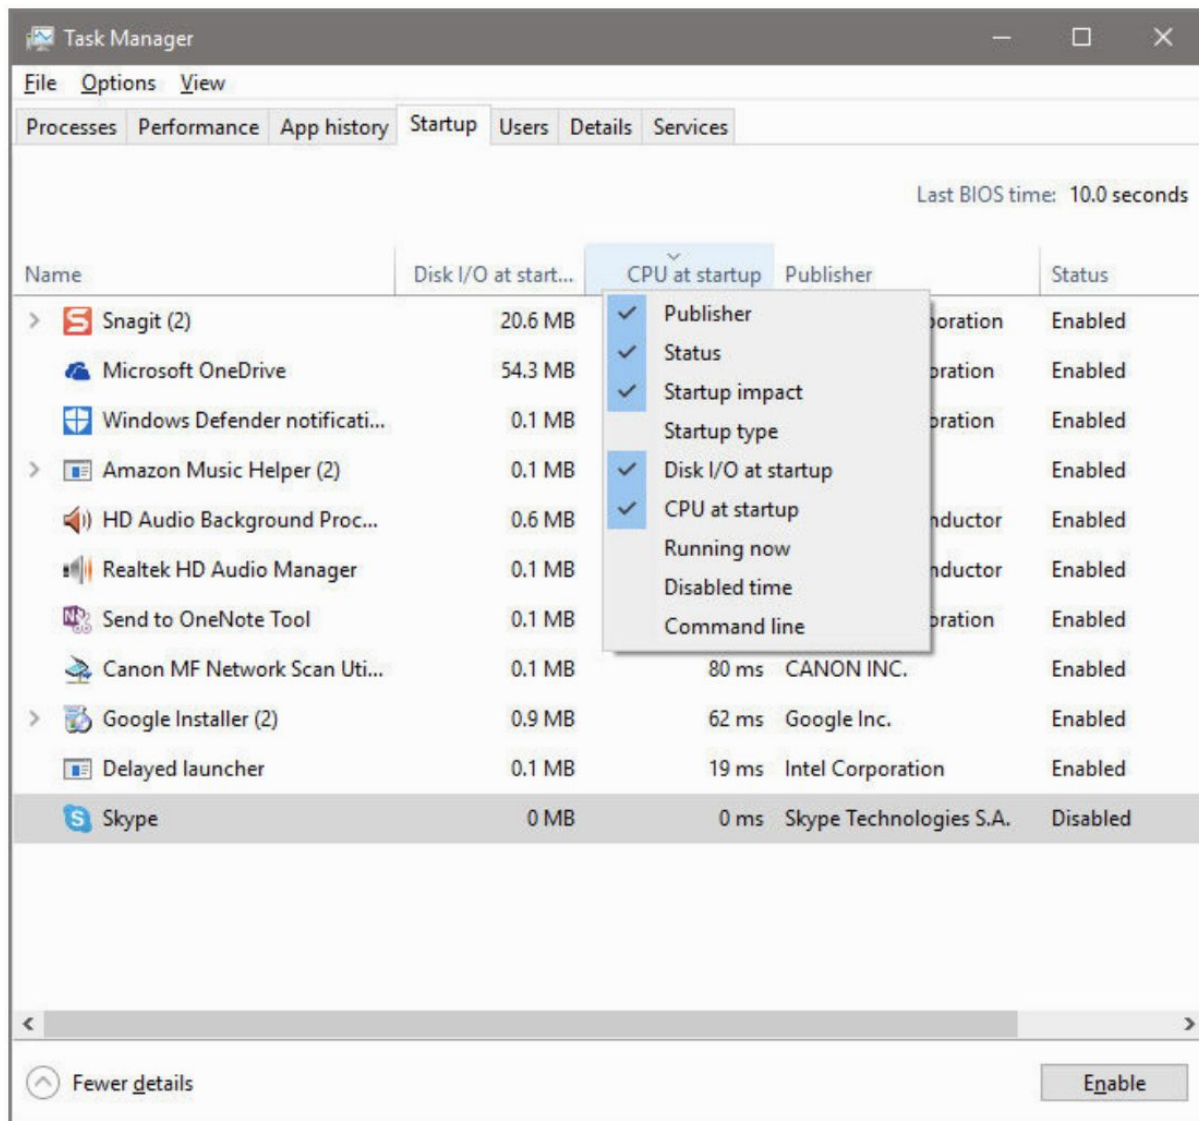 Task Manager
File Options View
Processes Performance App history Startup Users Details Services
Last BIOS time: 10.0 seconds
Name Disk I/O at start... CPU at startup Publisher Status
Snagit (2) 20.6 MB Enabled
Microsoft OneDrive 54.3 MB Enabled
Windows Defender notificati... 0.1 MB Enabled
Amazon Music Helper (2) 0.1 MB Enabled
HD Audio Background Proc... 0.6 MB Enabled
Realtek HD Audio Manager 0.1 MB Enabled
Send to OneNote Tool 0.1 MB Enabled
Canon MF Network Scan Uti... 0.1 MB 80 ms CANON INC. Enabled
Google Installer (2) 0.9 MB 62 ms Google Inc. Enabled
Delayed launcher 0.1 MB 19 ms Intel Corporation Enabled
Skype 0 MB 0 ms Skype Technologies S.A. Disabled
Publisher
Status
Startup impact
Startup type
Disk I/O at startup
CPU at startup
Running now
Disabled time
Command line
Fewer details
Enable